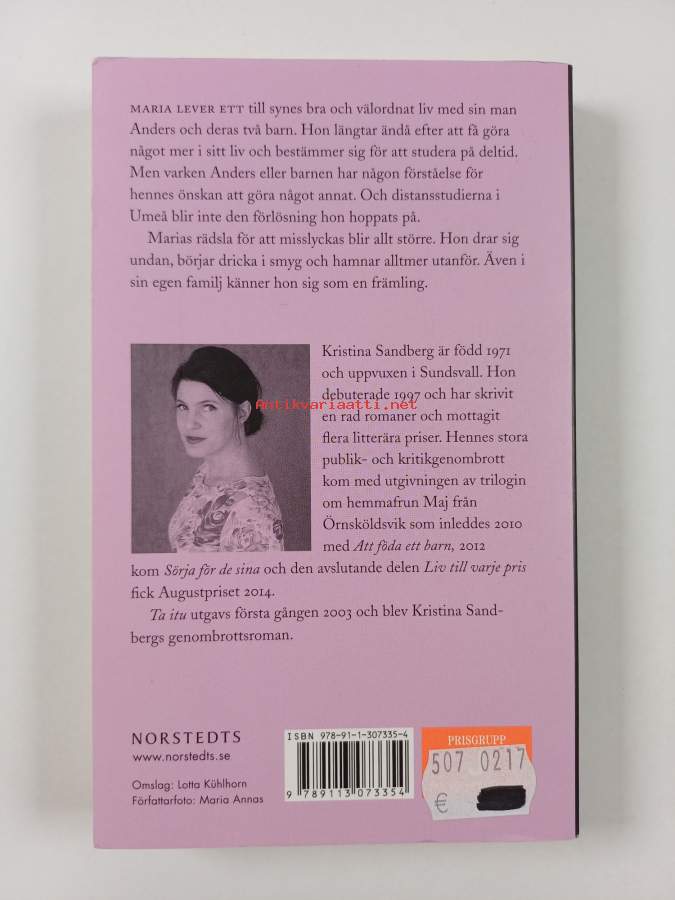 MARIA LEVER ETT till synes bra och välordnat liv med sin man
Anders och deras två barn. Hon längtar ändå efter att få göra
något mer i sitt liv och bestämmer sig för att studera på deltid.
Men varken Anders eller barnen har någon förståelse för
hennes önskan att göra något annat. Och distansstudierna i
Umeå blir inte den förlösning hon hoppats på.
Marias rädsla för att misslyckas blir allt större. Hon drar sig
undan, börjar dricka i smyg och hamnar alltmer utanför. Även i
sin egen familj känner hon sig som en främling.
Kristina Sandberg är född 1971
och uppvuxen i Sundsvall. Hon
debuterade 1997 och har skrivit
Antikvariaatti.net
en rad romaner och mottagit
flera litterära priser. Hennes stora
publik- och kritikgenombrott
kom med utgivningen av trilogin
om hemmafrun Maj från
Örnsköldsvik som inleddes 2010
med Att föda ett barn, 2012
kom Sörja för de sina och den avslutande delen Liv till varje pris
fick Augustpriset 2014.
Ta itu utgavs första gången 2003 och blev Kristina Sand-
bergs genombrottsroman.
NORSTEDTS
www.norstedts.se
Omslag: Lotta Kühlhorn
Författarfoto: Maria Annas
ISBN 978-91-1-307335-4
9 789113 073354
PRISGRUPP
507 0217
€